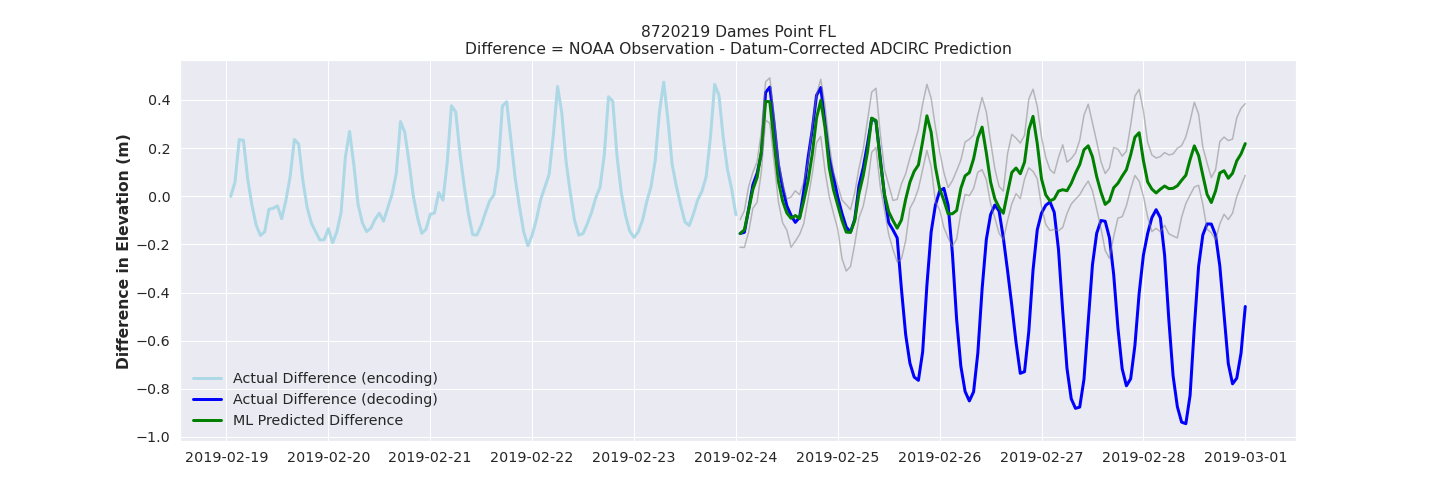 8720219 Dames Point FL
Difference = NOAA Observation - Datum-Corrected ADCIRC Prediction
Difference in Elevation (m)
0.4
0.2
0.0
−0.2
−0.4
−0.6
−0.8
−1.0
Actual Difference (encoding)
Actual Difference (decoding)
ML Predicted Difference
2019-02-19 2019-02-20 2019-02-21 2019-02-22 2019-02-23 2019-02-24 2019-02-25 2019-02-26 2019-02-27 2019-02-28 2019-03-01